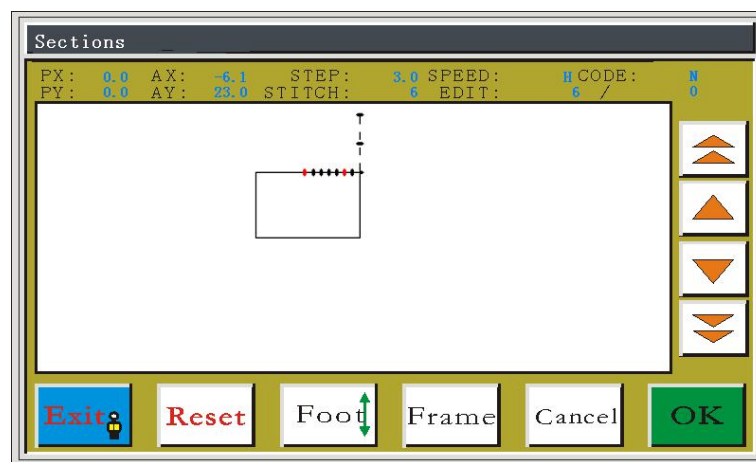 Sections
PX: 0.0 AX: -6.1 STEP: 3.0 SPEED: H CODE: N
PY: 0.0 AY: 23.0 STITCH: 6 EDIT: 6 / 0
Exit Reset Foot Frame Cancel OK